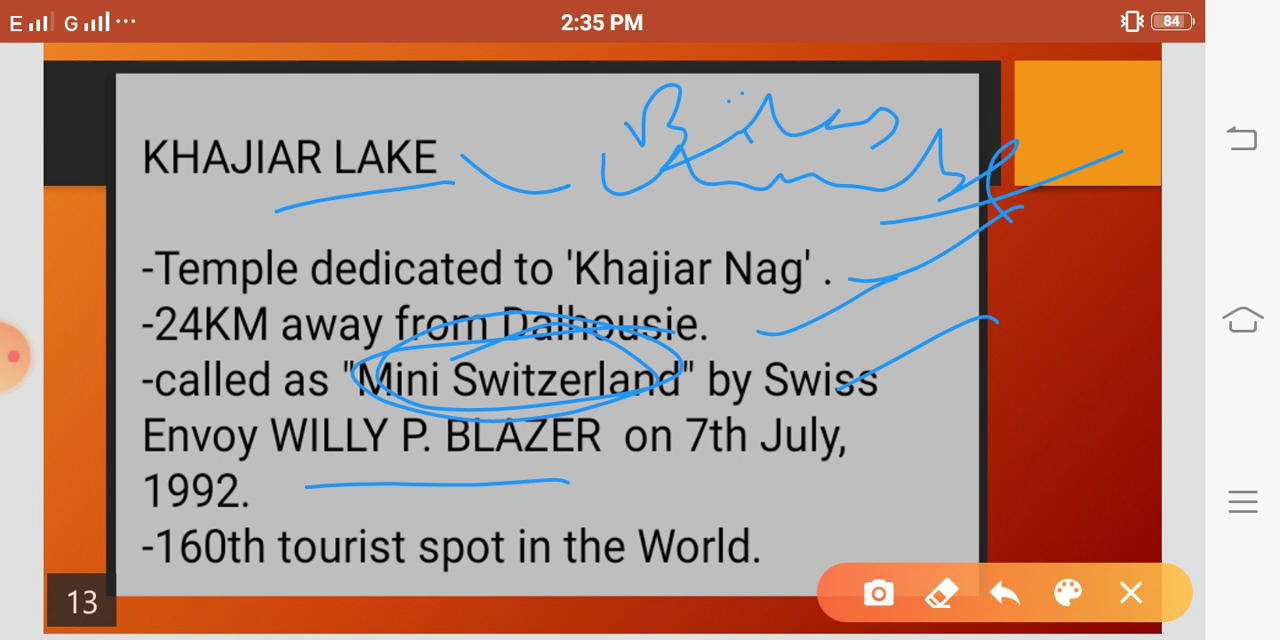 E G ... 2:35 PM 84
KHAJIAR LAKE
-Temple dedicated to 'Khajiar Nag' .
-24KM away from Dalhousie.
-called as "Mini Switzerland" by Swiss
Envoy WILLY P. BLAZER on 7th July,
1992.
-160th tourist spot in the World.
13